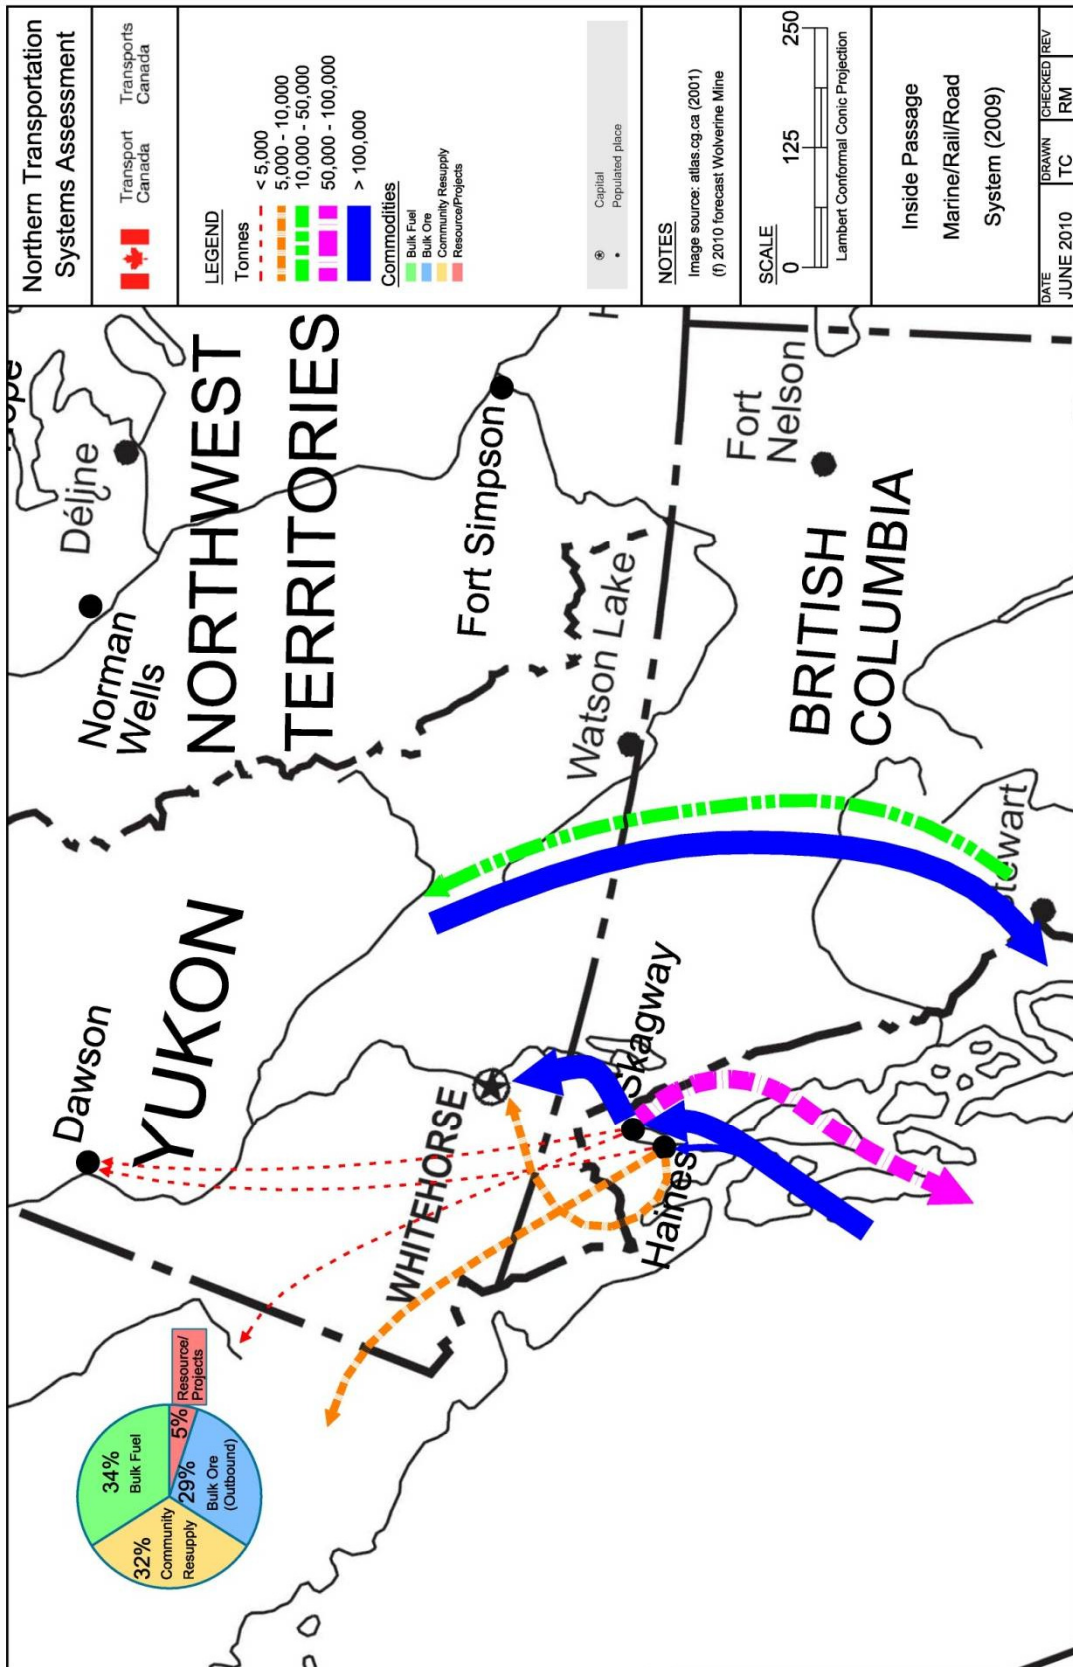 34%
Bulk Fuel
32%
Community
Resupply
5%
Resource/
Projects
29%
Bulk Ore
(Outbound)
Dawson
YUKON
WHITEHORSE
Haines
Skagway
Norman
Wells
Délįne
NORTHWEST
TERRITORIES
Fort Simpson
Watson Lake
Fort
Nelson
BRITISH
COLUMBIA
Stewart
Northern Transportation
Systems Assessment
Transport
Canada
Transports
Canada
LEGEND
Tonnes
< 5,000
5,000 - 10,000
10,000 - 50,000
50,000 - 100,000
> 100,000
Commodities
Bulk Fuel
Bulk Ore
Community Resupply
Resource/Projects
Capital
Populated place
NOTES
Image source: atlas.cg.ca (2001)
(f) 2010 forecast Wolverine Mine
SCALE
0 125 250
Lambert Conformal Conic Projection
Inside Passage
Marine/Rail/Road
System (2009)
DATE
JUNE 2010
DRAWN
TC
CHECKED
RM
REV